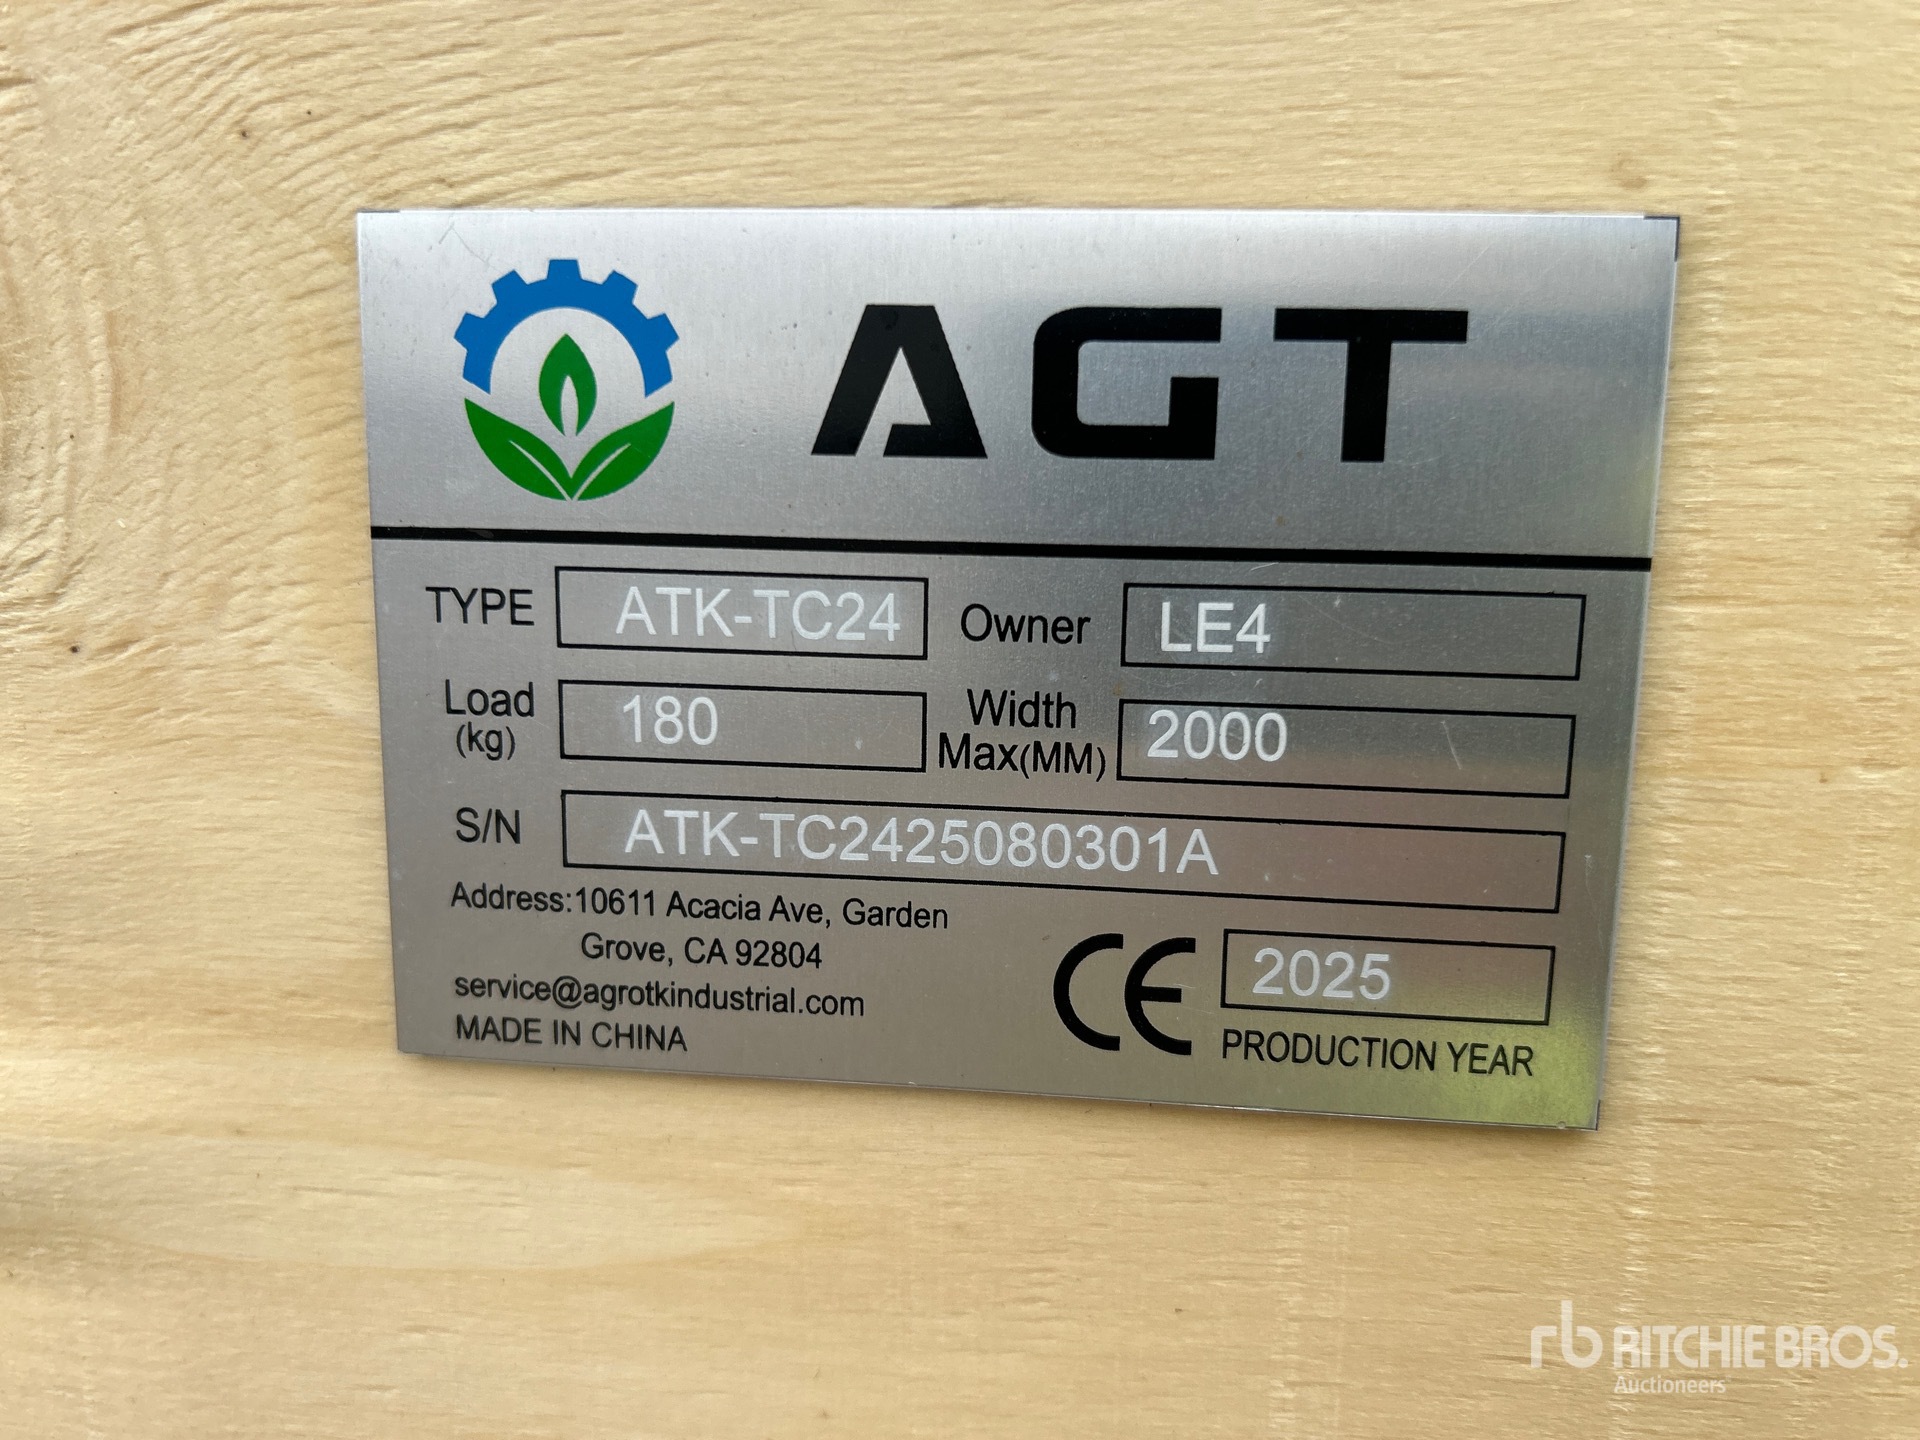 AGT
TYPE ATK-TC24 Owner LE4
Load (kg) 180 Width Max(MM) 2000
S/N ATK-TC2425080301A
Address:10611 Acacia Ave, Garden
Grove, CA 92804
service@agrotkindustrial.com
MADE IN CHINA
CE 2025
PRODUCTION YEAR
rb RITCHIE BROS.
Auctioneers